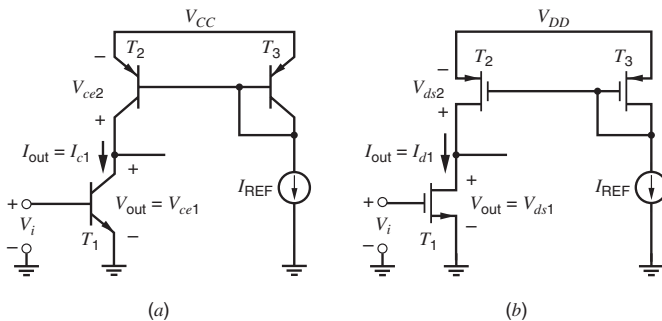 V_CC
− T_2 T_3
V_ce2
+
I_out = I_c1
+
I_REF
+
V_i
V_out = V_ce1
−
T_1
−
(a)
V_DD
− T_2 T_3
V_ds2
+
I_out = I_d1
+
I_REF
+
V_i
V_out = V_ds1
−
T_1
−
(b)